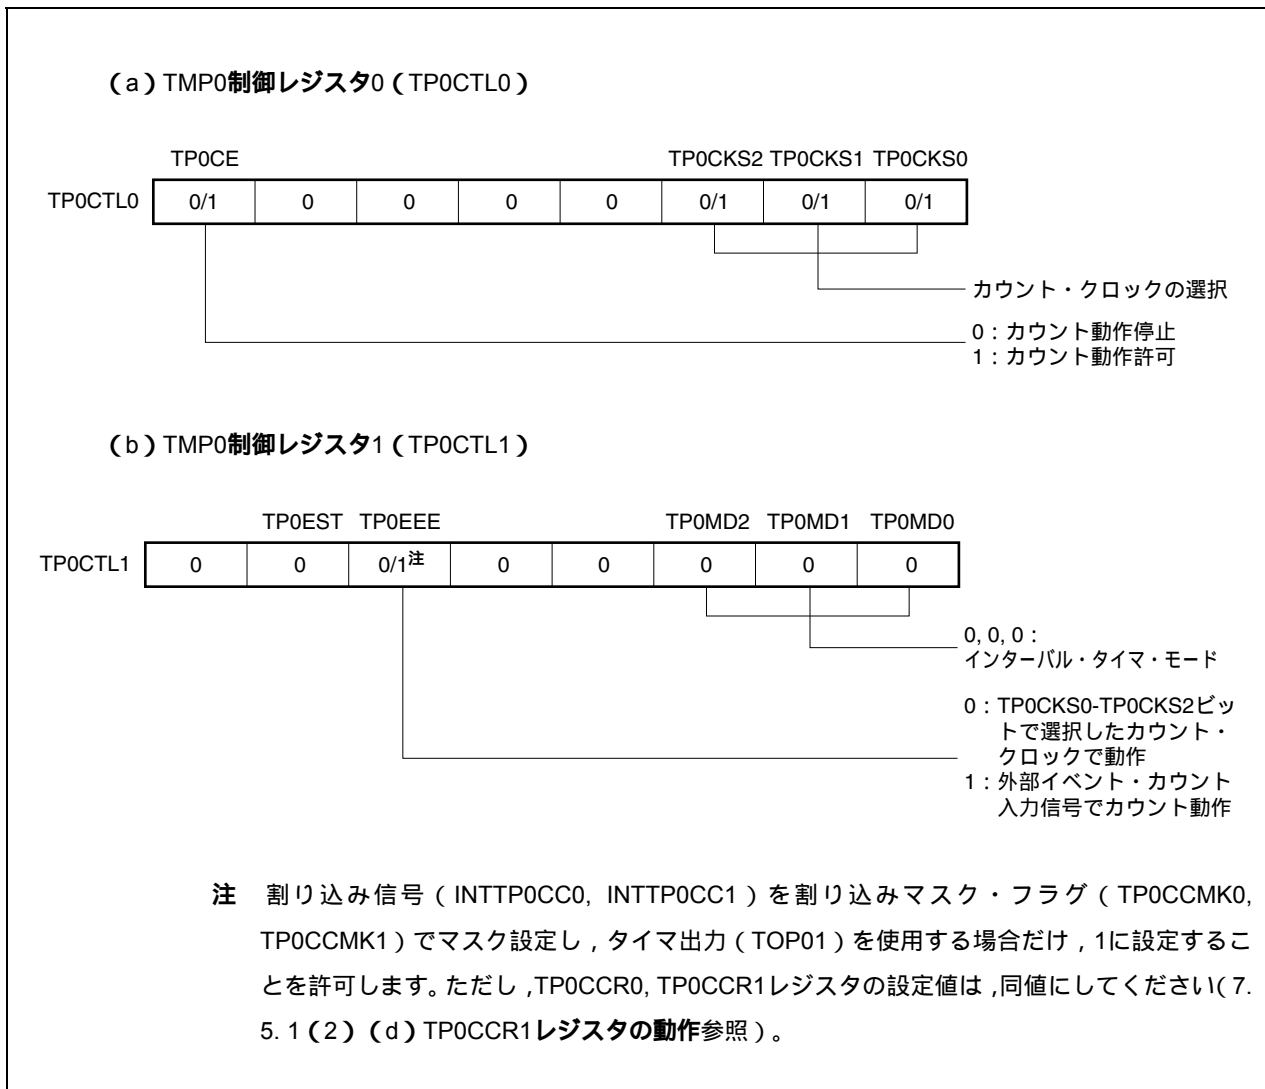 (a) TMP0制御レジスタ0（TP0CTL0）
TP0CE TP0CKS2 TP0CKS1 TP0CKS0
TP0CTL0 0/1 0 0 0 0 0/1 0/1 0/1
カウント・クロックの選択
0：カウント動作停止
1：カウント動作許可
(b) TMP0制御レジスタ1（TP0CTL1）
TP0EST TP0EEE TP0MD2 TP0MD1 TP0MD0
TP0CTL1 0 0 0/1注 0 0 0 0 0
0, 0, 0：
インターバル・タイマ・モード
0：TP0CKS0-TP0CKS2ビッ
トで選択したカウント・
クロックで動作
1：外部イベント・カウント
入力信号でカウント動作
注 割り込み信号（INTTP0CC0, INTTP0CC1）を割り込みマスク・フラグ（TP0CCMK0,
TP0CCMK1）でマスク設定し，タイマ出力（TOP01）を使用する場合だけ，1に設定するこ
とを許可します。ただし，TP0CCR0, TP0CCR1レジスタの設定値は，同値にしてください（7.
5. 1（2）（d）TP0CCR1レジスタの動作参照）。